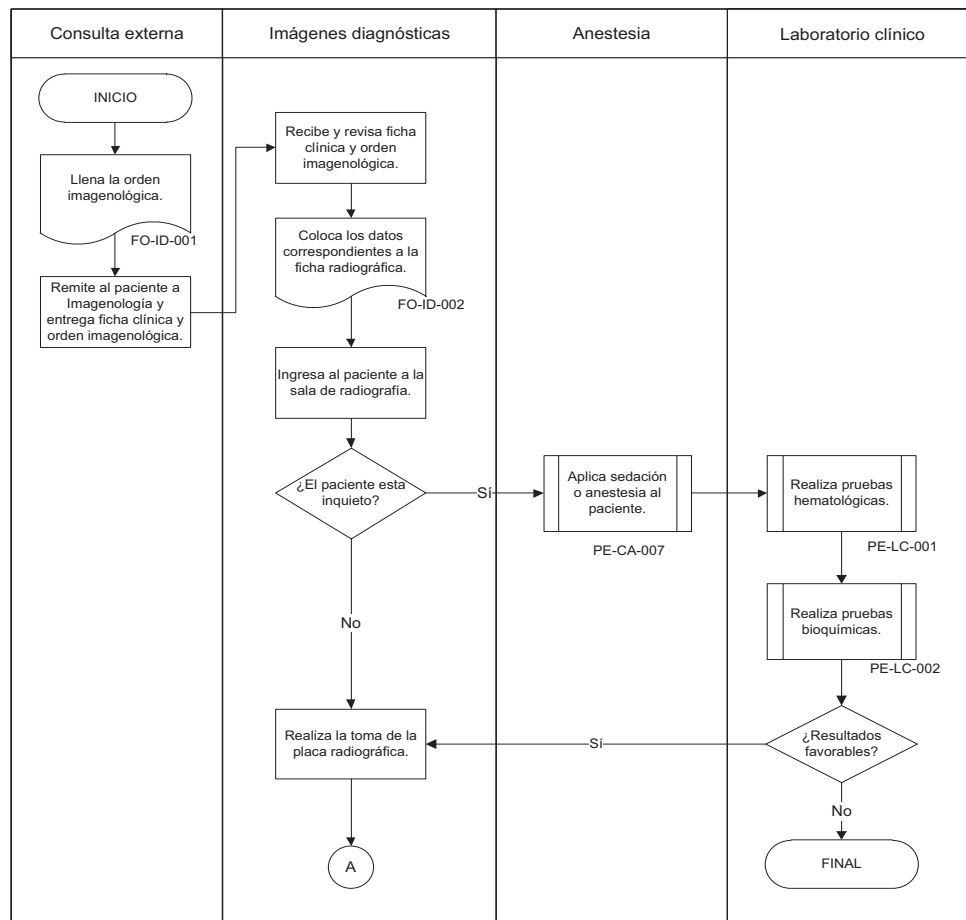 Consulta externa
Imágenes diagnósticas
Anestesia
Laboratorio clínico
INICIO
Llena la orden
imagenológica.
FO-ID-001
Remite al paciente a
Imagenología y
entrega ficha clínica y
orden imagenológica.
Recibe y revisa ficha
clínica y orden
imagenológica.
Coloca los datos
correspondientes a la
ficha radiográfica.
FO-ID-002
Ingresa al paciente a la
sala de radiografía.
¿El paciente esta
inquieto?
Sí
Aplica sedación
o anestesia al
paciente.
PE-CA-007
Realiza pruebas
hematológicas.
PE-LC-001
Realiza pruebas
bioquímicas.
PE-LC-002
¿Resultados
favorables?
Sí
No
FINAL
No
Realiza la toma de la
placa radiográfica.
A